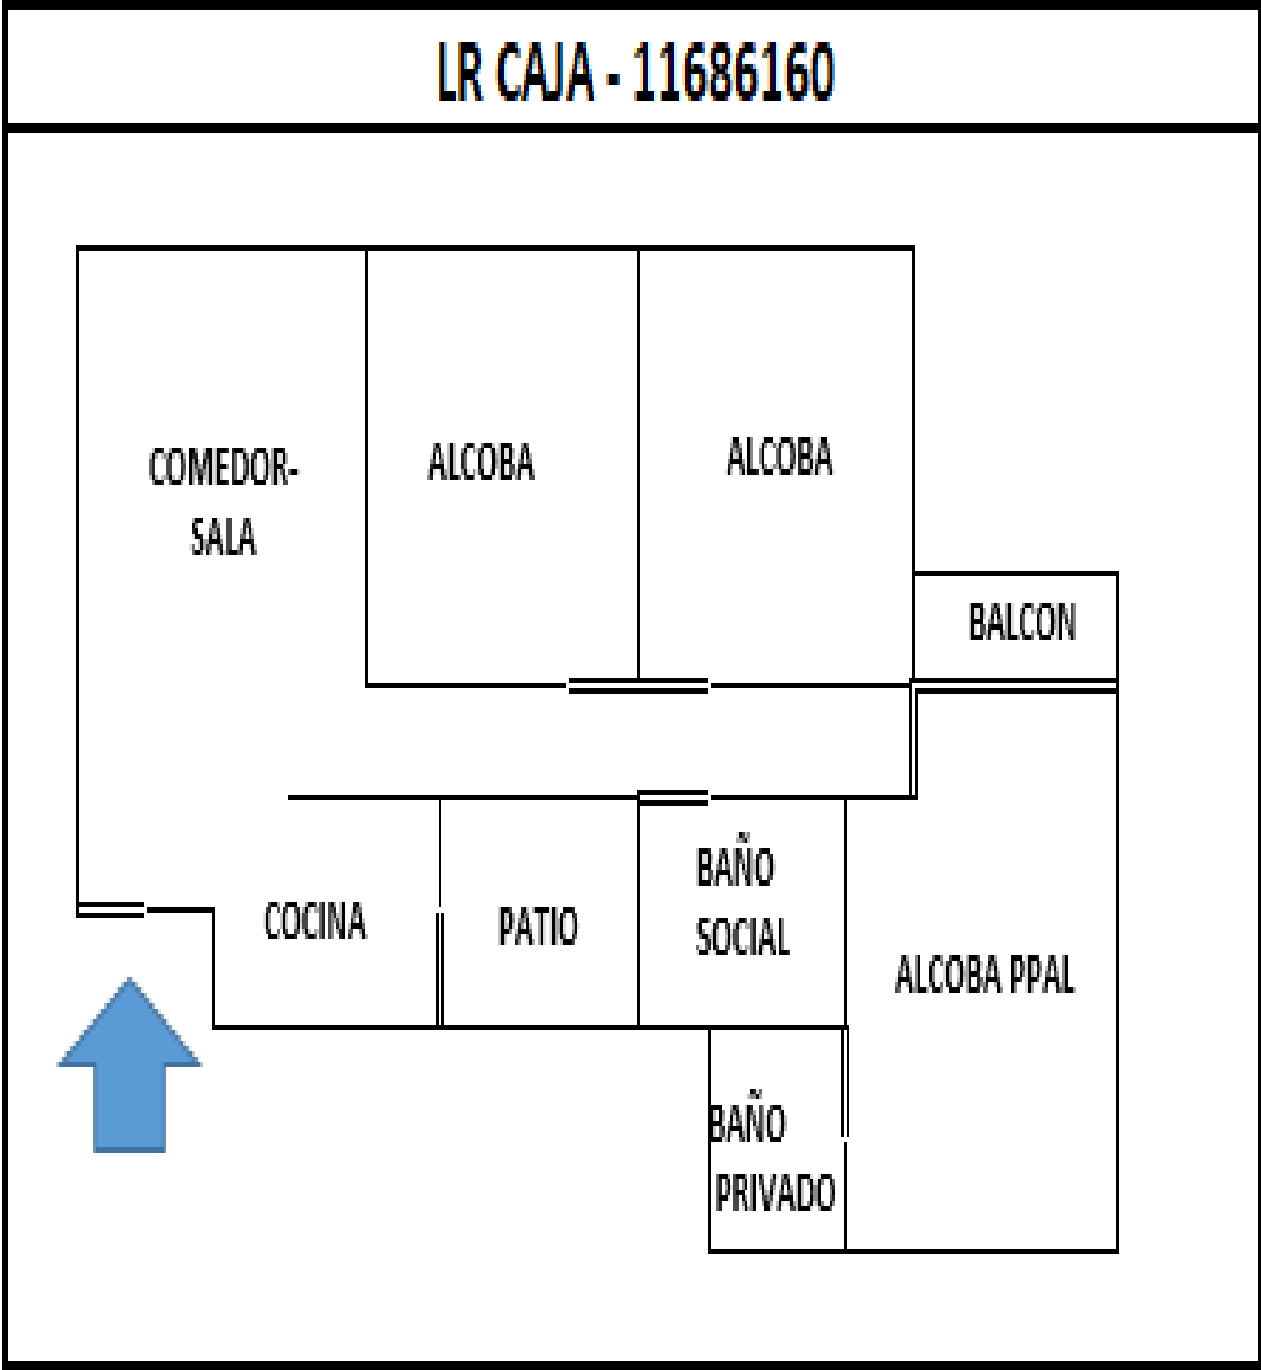 LR CAJA - 11686160
COMEDOR-
SALA
ALCOBA
ALCOBA
BALCON
COCINA
PATIO
BAÑO
SOCIAL
ALCOBA PPAL
BAÑO
PRIVADO